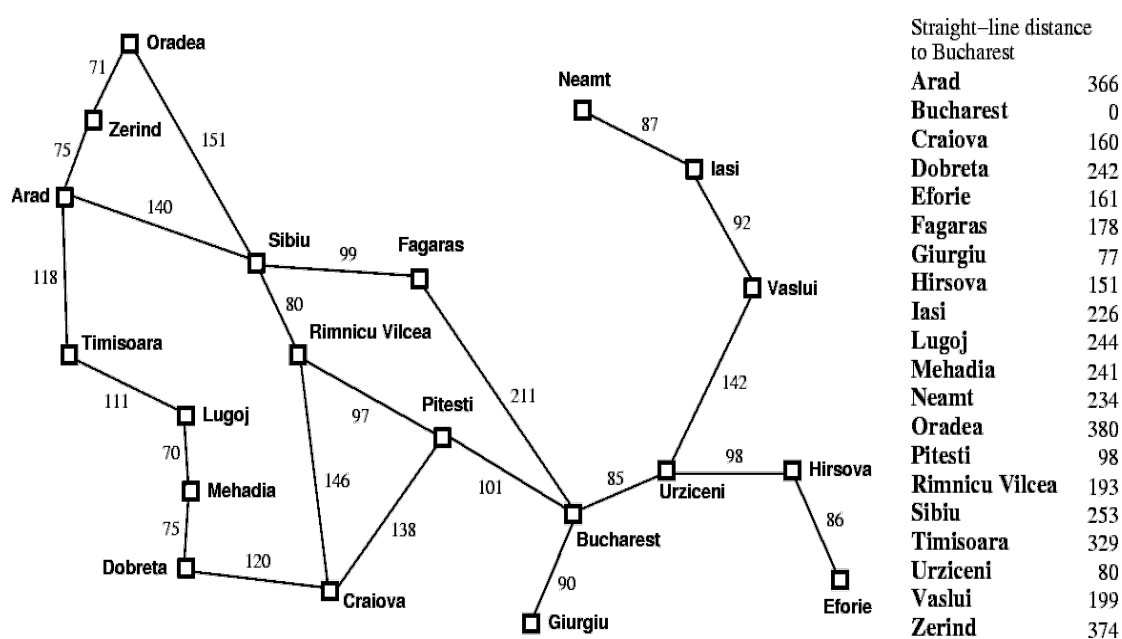 Oradea
71
Neamt
Zerind
87
151
75
Iasi
Arad
140
92
Sibiu
Fagaras
99
118
Vaslui
80
Rimnicu Vilcea
Timisoara
142
111
Pitesti
211
Lugoj
97
70
98
Hirsova
146
85
Urziceni
Mehadia
101
86
75
138
Bucharest
Dobreta
120
90
Craiova
Eforie
Giurgiu
Straight–line distance
to Bucharest
Arad 366
Bucharest 0
Craiova 160
Dobreta 242
Eforie 161
Fagaras 178
Giurgiu 77
Hirsova 151
Iasi 226
Lugoj 244
Mehadia 241
Neamt 234
Oradea 380
Pitesti 98
Rimnicu Vilcea 193
Sibiu 253
Timisoara 329
Urziceni 80
Vaslui 199
Zerind 374